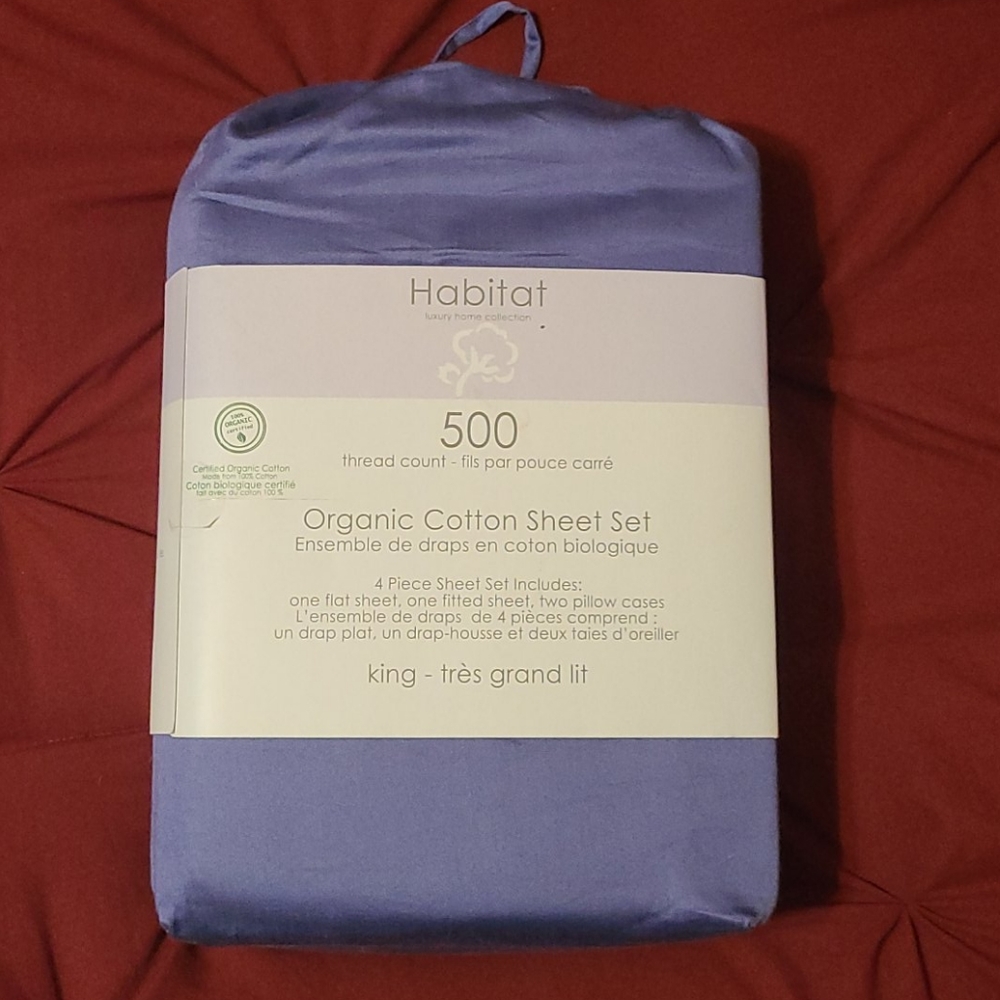 Habitat
luxury home collection
100%
ORGANIC
certified
500
thread count - fils par pouce carré
Certified Organic Cotton
Made from 100% Cotton
Coton biologique certifié
fait avec du coton 100 %
Organic Cotton Sheet Set
Ensemble de draps en coton biologique
4 Piece Sheet Set Includes:
one flat sheet, one fitted sheet, two pillow cases
L'ensemble de draps de 4 pièces comprend :
un drap plat, un drap-housse et deux taies d'oreiller
king - très grand lit